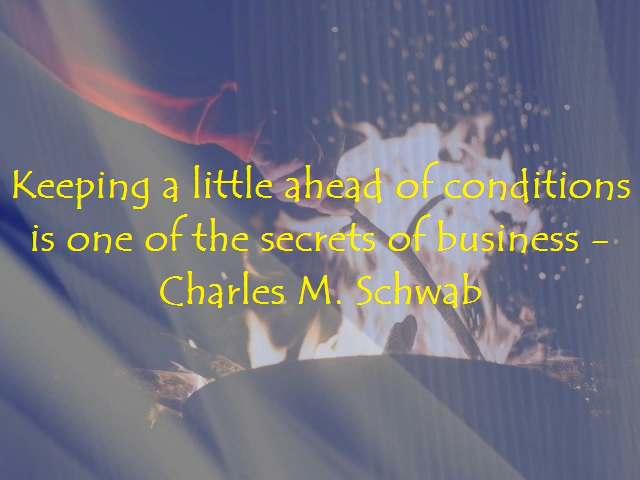 Keeping a little ahead of conditions
is one of the secrets of business -
Charles M. Schwab